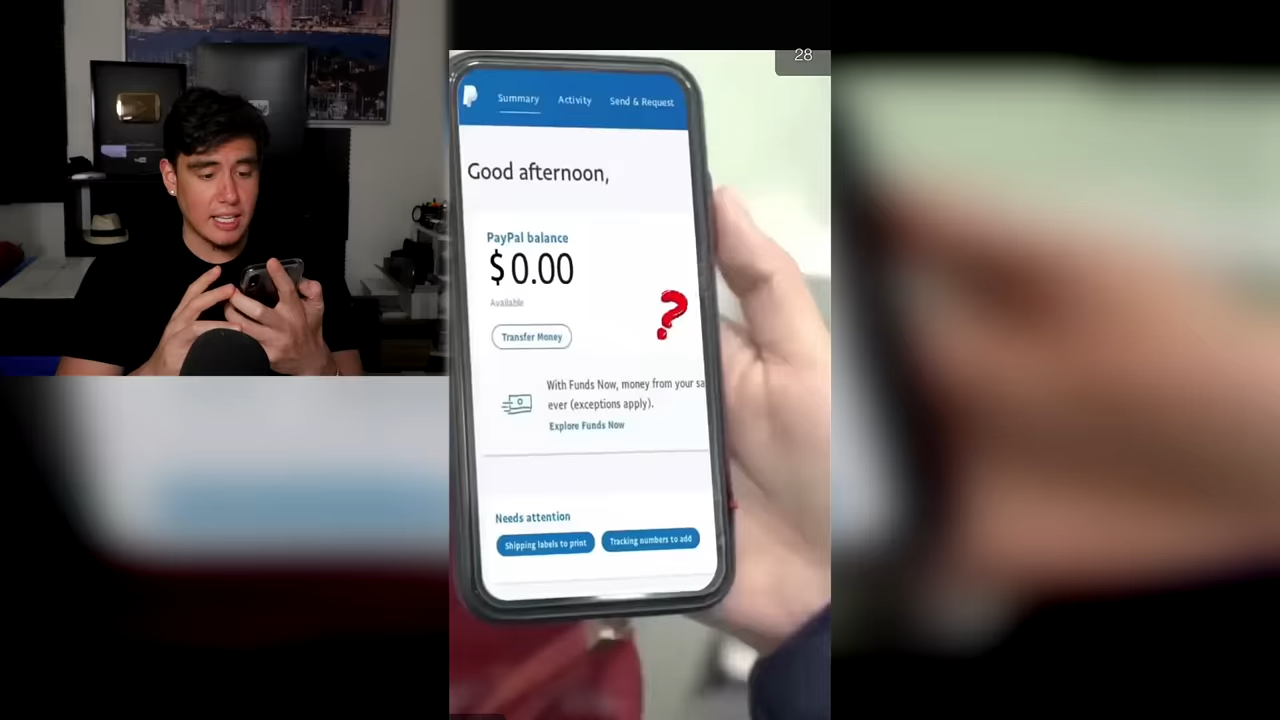 28
Summary Activity Send & Request
Good afternoon,
PayPal balance
$0.00
Available
Transfer Money
?
With Funds Now, money from your sa
ever (exceptions apply).
Explore Funds Now
Needs attention
Shipping labels to print Tracking numbers to add